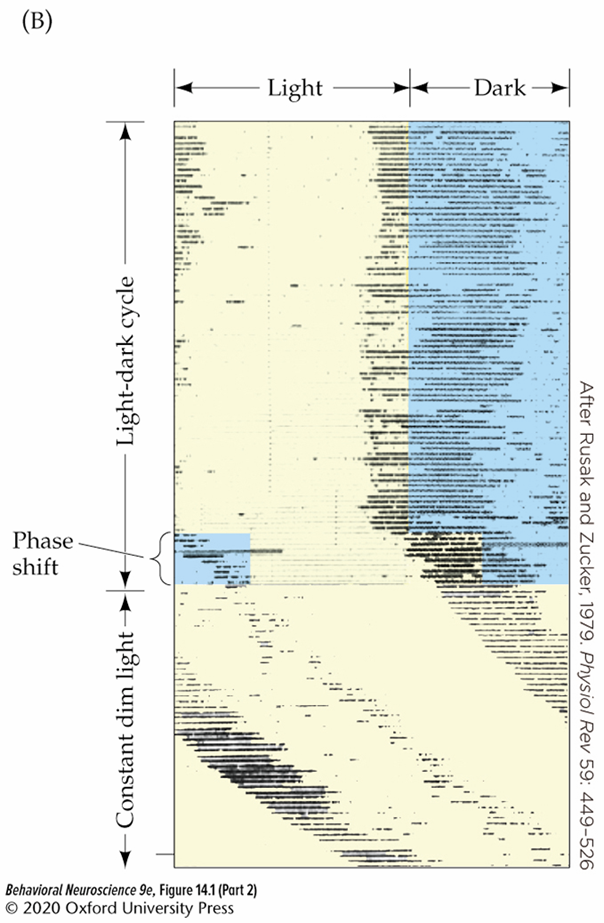 (B)
Light
Dark
Light-dark cycle
Phase
shift
Constant dim light
After Rusak and Zucker, 1979. Physiol Rev 59: 449–526
Behavioral Neuroscience 9e, Figure 14.1 (Part 2)
© 2020 Oxford University Press